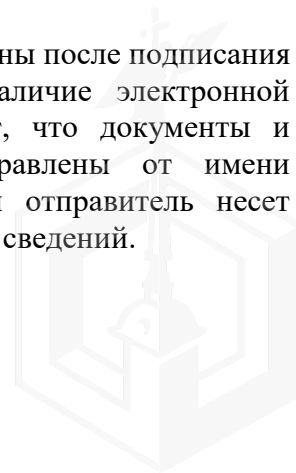 ны после подписания
аличие электронной
, что документы и
равлены от имени
отправитель несет
сведений.